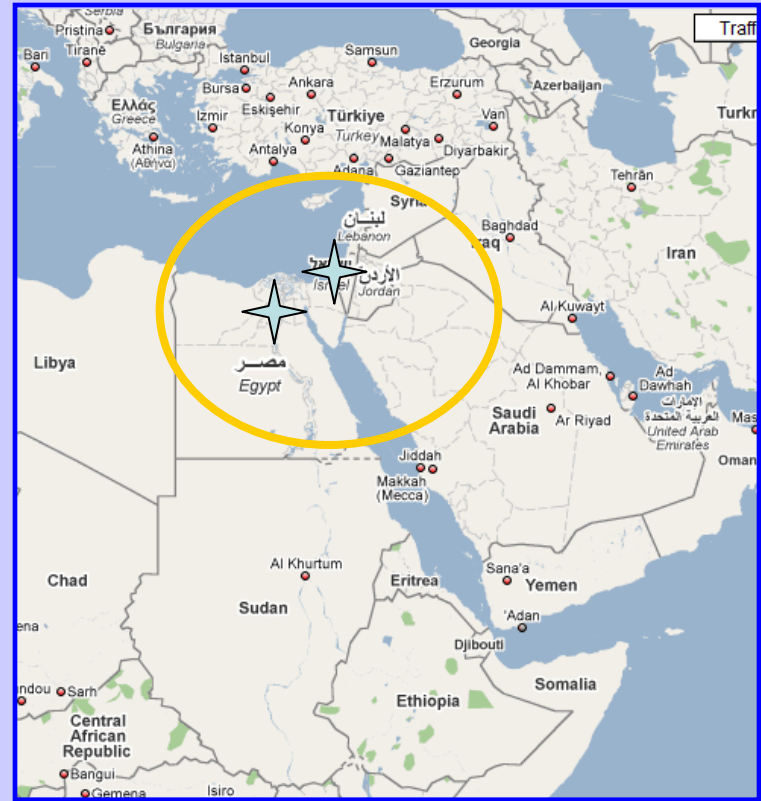 Serbia
Pristina
България
Bulgaria
Traff
Bari
Tiranë
Istanbul
Samsun
Georgia
Bursa
Ankara
Erzurum
Azerbaijan
Ελλάς
Greece
Eskişehir
Türkiye
Turkey
Van
Turkr
Izmir
Konya
Malatya
Diyarbakir
Athina
(Αθήνα)
Antalya
Adana
Gaziantep
Tehrān
Syria
لبنان
Lebanon
Baghdad
Iraq
Iran
Israel
الأردن
Jordan
Al Kuwayt
Libya
مصر
Egypt
Ad Dammam,
Al Khobar
Ad
Dawhah
الإمارات
العربية المتحدة
United Arab
Emirates
Saudi
Arabia
Ar Riyad
Mas
Oman
Jiddah
Makkah
(Mecca)
Al Khurtum
Chad
Sudan
Eritrea
Sana'a
Yemen
'Adan
ena
Djibouti
Somalia
Ethiopia
ndou
Sarh
Central
African
Republic
Bangui
Gemena
Isiro